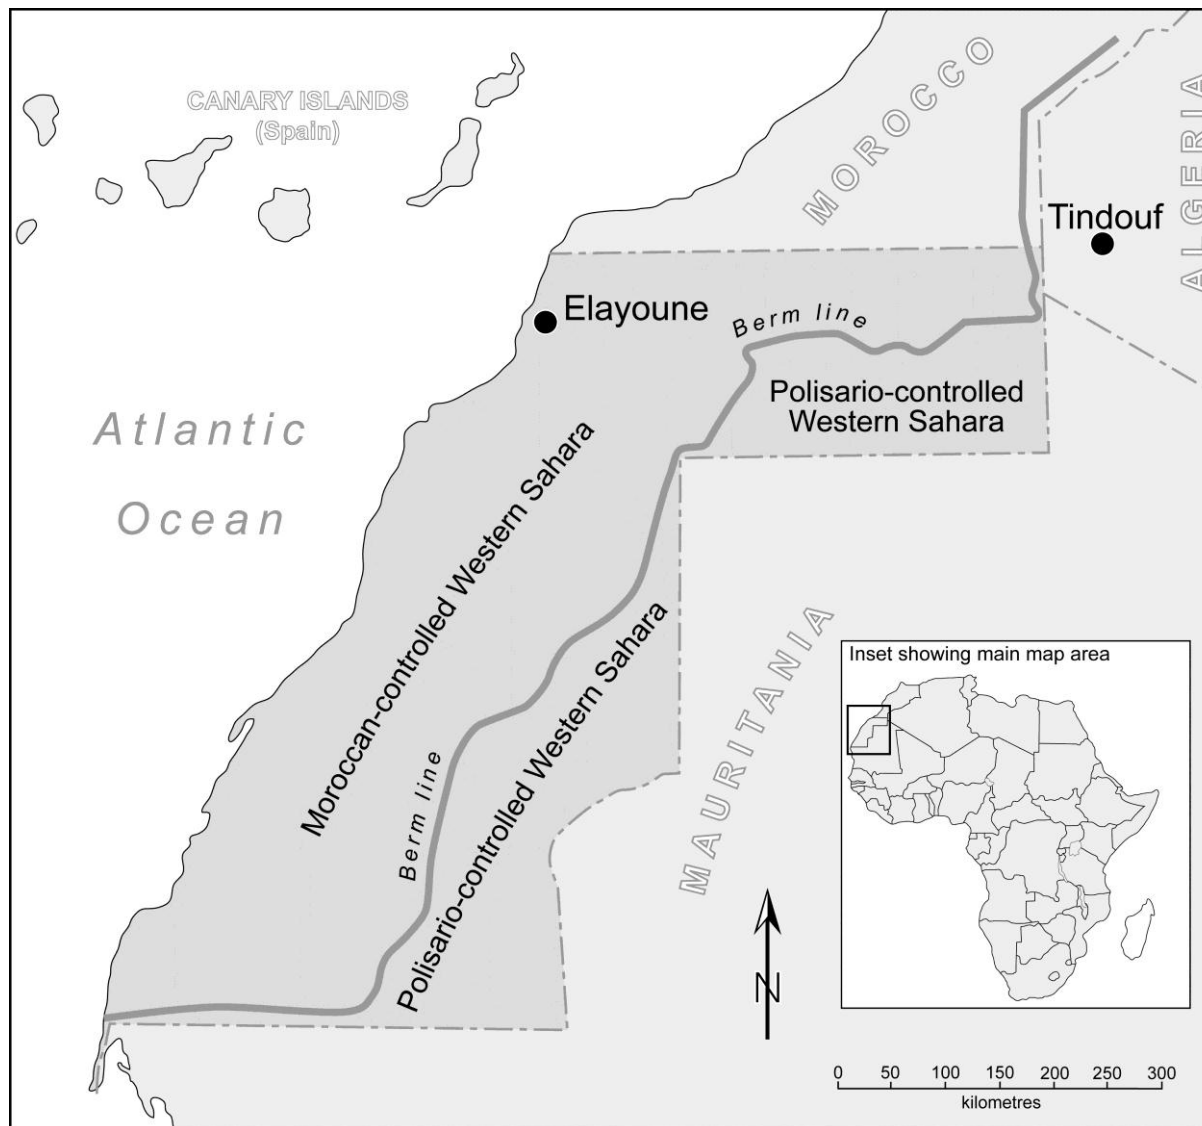 CANARY ISLANDS
(Spain)
MOROCCO
ALGERIA
Tindouf
Elayoune
Berm line
Polisario-controlled
Western Sahara
Atlantic
Ocean
Moroccan-controlled Western Sahara
Berm line
Polisario-controlled Western Sahara
MAURITANIA
Inset showing main map area
N
0 50 100 150 200 250 300
kilometres